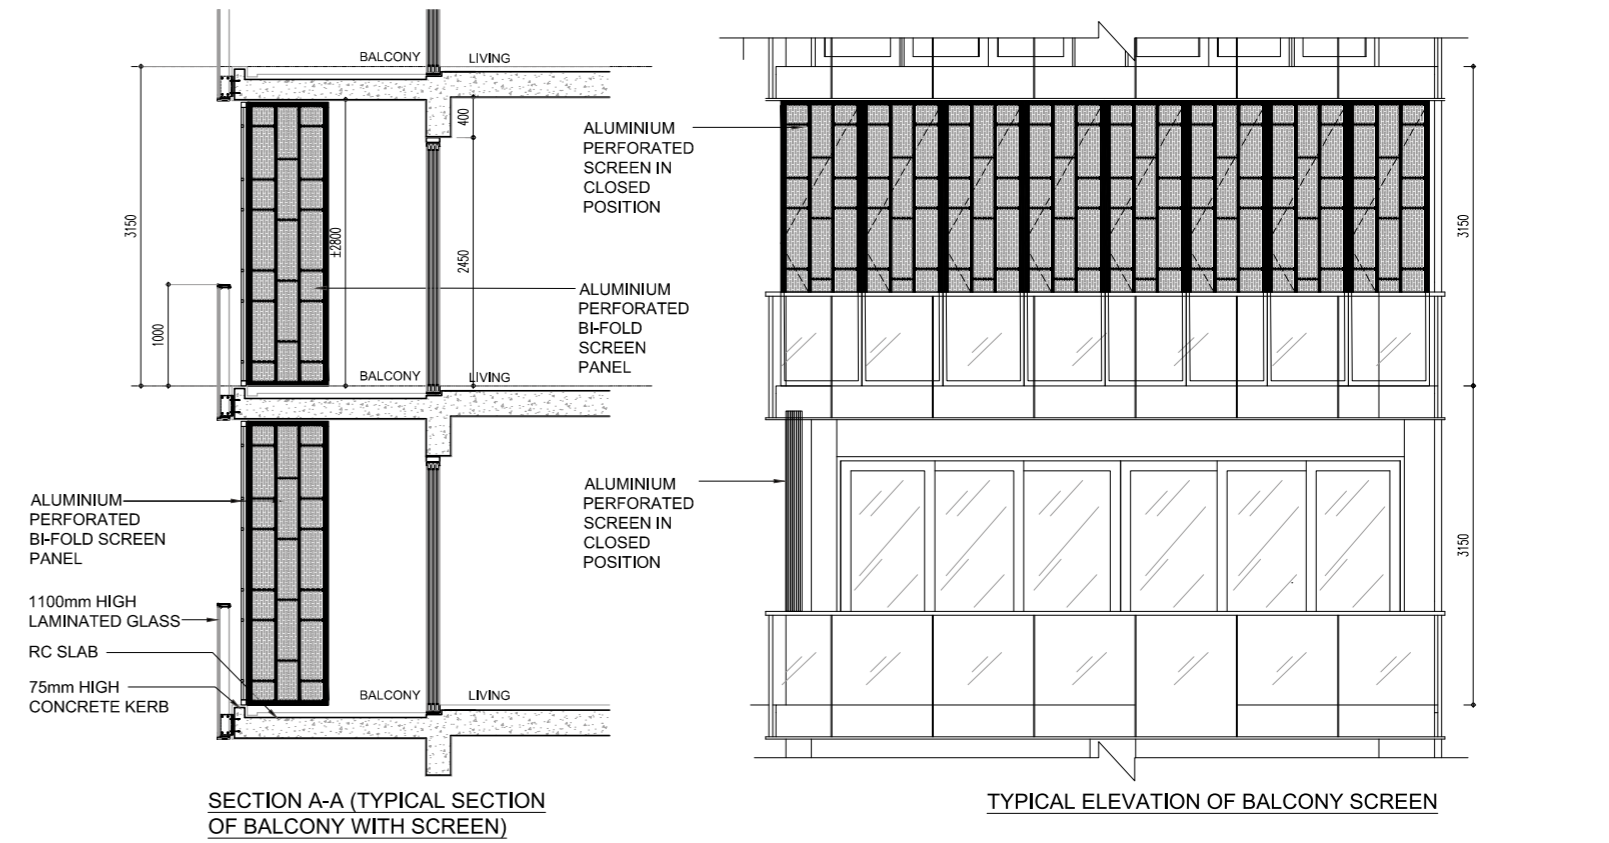 BALCONY
LIVING
3150
400
±2800
2450
1000
ALUMINIUM
PERFORATED
BI-FOLD
SCREEN
PANEL
BALCONY
LIVING
ALUMINIUM
PERFORATED
BI-FOLD SCREEN
PANEL
1100mm HIGH
LAMINATED GLASS
RC SLAB
75mm HIGH
CONCRETE KERB
BALCONY
LIVING
SECTION A-A (TYPICAL SECTION
OF BALCONY WITH SCREEN)
ALUMINIUM
PERFORATED
SCREEN IN
CLOSED
POSITION
3150
ALUMINIUM
PERFORATED
SCREEN IN
CLOSED
POSITION
3150
TYPICAL ELEVATION OF BALCONY SCREEN